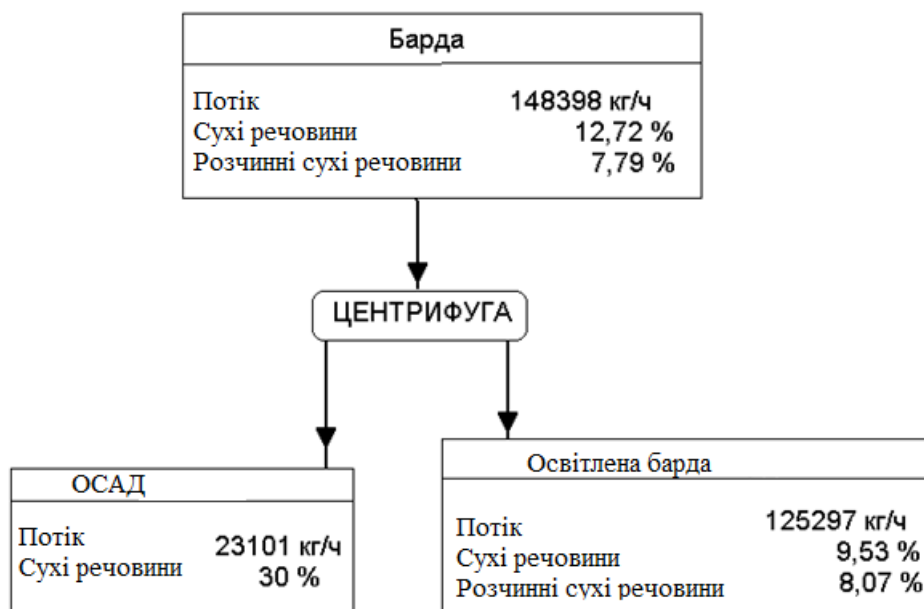 Барда
Потік 148398 кг/ч
Сухі речовини 12,72 %
Розчинні сухі речовини 7,79 %
ЦЕНТРИФУГА
ОСАД
Потік 23101 кг/ч
Сухі речовини 30 %
Освітлена барда
Потік 125297 кг/ч
Сухі речовини 9,53 %
Розчинні сухі речовини 8,07 %